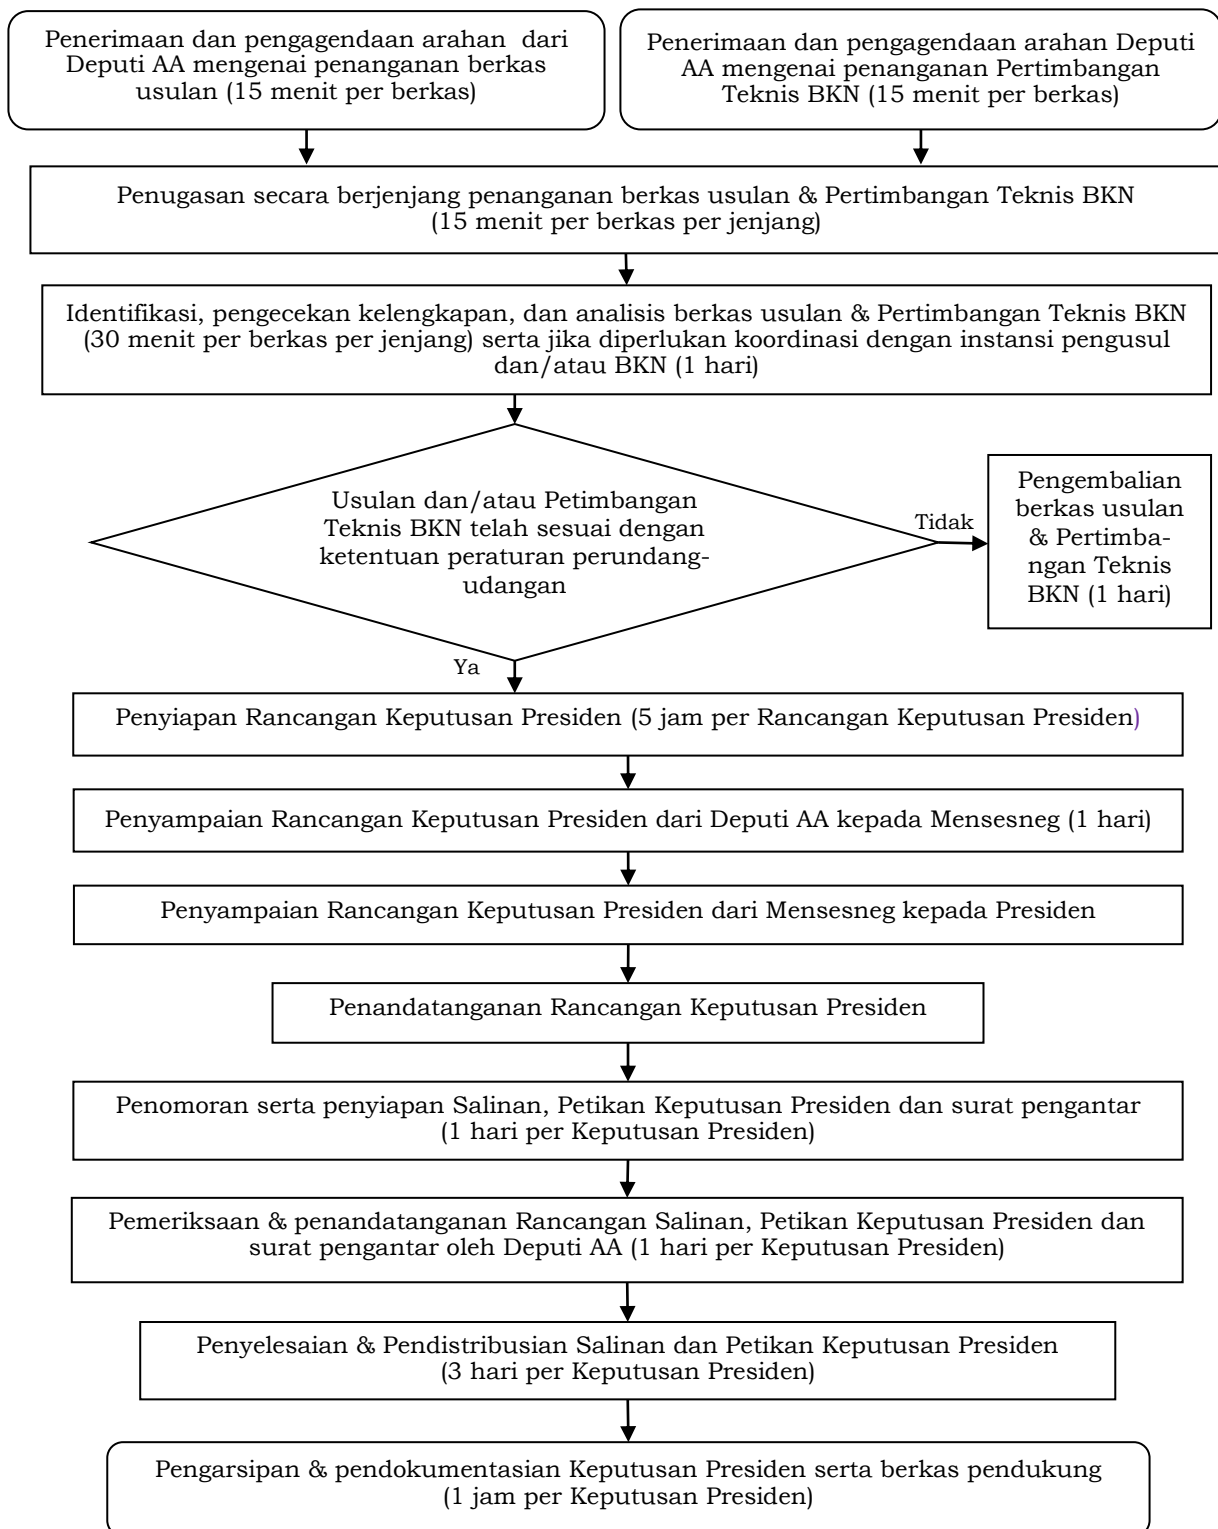 Penerimaan dan pengagendaan arahan dari
Deputi AA mengenai penanganan berkas
usulan (15 menit per berkas)
Penerimaan dan pengagendaan arahan Deputi
AA mengenai penanganan Pertimbangan
Teknis BKN (15 menit per berkas)
Penugasan secara berjenjang penanganan berkas usulan & Pertimbangan Teknis BKN
(15 menit per berkas per jenjang)
Identifikasi, pengecekan kelengkapan, dan analisis berkas usulan & Pertimbangan Teknis BKN
(30 menit per berkas per jenjang) serta jika diperlukan koordinasi dengan instansi pengusul
dan/atau BKN (1 hari)
Usulan dan/atau Petimbangan
Teknis BKN telah sesuai dengan
ketentuan peraturan perundang-
udangan
Tidak
Pengembalian
berkas usulan
& Pertimba-
ngan Teknis
BKN (1 hari)
Ya
Penyiapan Rancangan Keputusan Presiden (5 jam per Rancangan Keputusan Presiden)
Penyampaian Rancangan Keputusan Presiden dari Deputi AA kepada Mensesneg (1 hari)
Penyampaian Rancangan Keputusan Presiden dari Mensesneg kepada Presiden
Penandatanganan Rancangan Keputusan Presiden
Penomoran serta penyiapan Salinan, Petikan Keputusan Presiden dan surat pengantar
(1 hari per Keputusan Presiden)
Pemeriksaan & penandatanganan Rancangan Salinan, Petikan Keputusan Presiden dan
surat pengantar oleh Deputi AA (1 hari per Keputusan Presiden)
Penyelesaian & Pendistribusian Salinan dan Petikan Keputusan Presiden
(3 hari per Keputusan Presiden)
Pengarsipan & pendokumentasian Keputusan Presiden serta berkas pendukung
(1 jam per Keputusan Presiden)